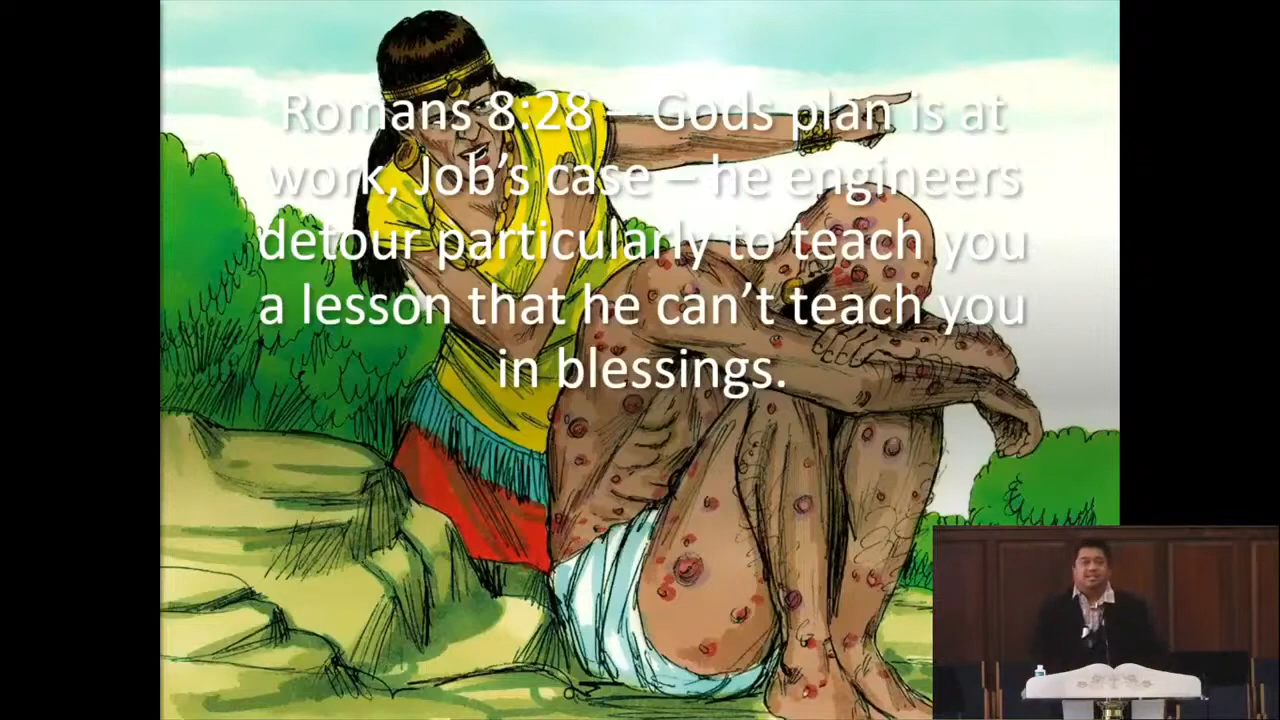 Romans 8:28 – Gods plan is at
work, Job’s case – he engineers
detour particularly to teach you
a lesson that he can’t teach you
in blessings.